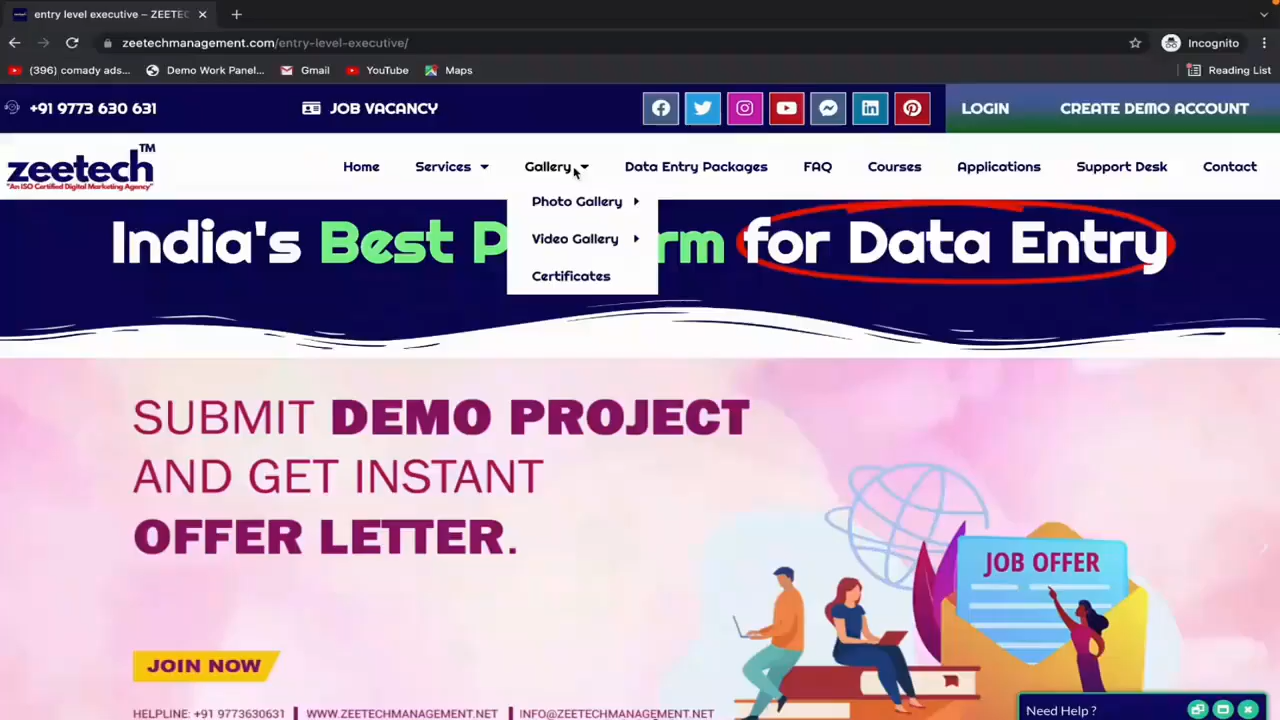 entry level executive – ZEETEC
zeetechmanagement.com/entry-level-executive/
Incognito
(396) comady ads...
Demo Work Panel...
Gmail
YouTube
Maps
Reading List
+91 9773 630 631
JOB VACANCY
LOGIN
CREATE DEMO ACCOUNT
zeetech™
"An ISO Certified Digital Marketing Agency"
Home
Services
Gallery
Data Entry Packages
FAQ
Courses
Applications
Support Desk
Contact
Photo Gallery
Video Gallery
Certificates
India's Best P rm for Data Entry
SUBMIT DEMO PROJECT
AND GET INSTANT
OFFER LETTER.
JOB OFFER
JOIN NOW
HELPLINE: +91 9773630631 | WWW.ZEETECHMANAGEMENT.NET | INFO@ZEETECHMANAGEMENT.NET
Need Help ?